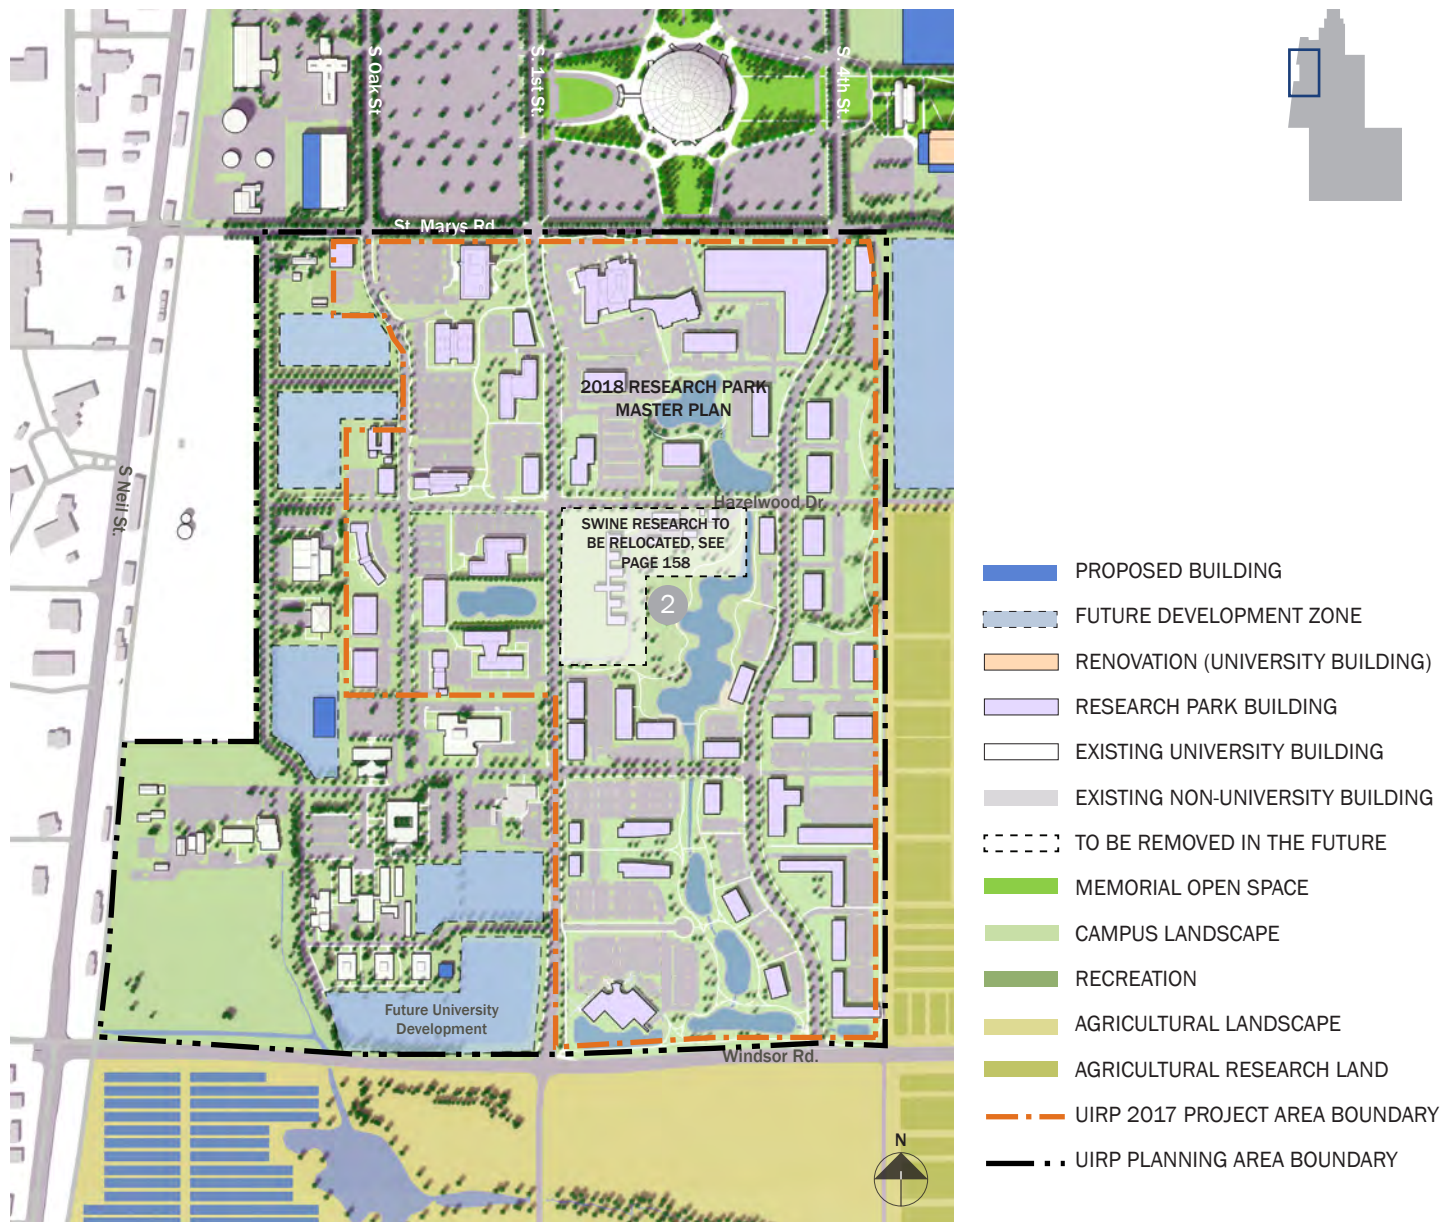 S. Oak St
S. 1st St.
S. 4th St.
St. Marys Rd
2018 RESEARCH PARK
MASTER PLAN
S Neil St.
Hazelwood Dr.
SWINE RESEARCH TO
BE RELOCATED, SEE
PAGE 158
2
Future University
Development
Windsor Rd.
N
PROPOSED BUILDING
FUTURE DEVELOPMENT ZONE
RENOVATION (UNIVERSITY BUILDING)
RESEARCH PARK BUILDING
EXISTING UNIVERSITY BUILDING
EXISTING NON-UNIVERSITY BUILDING
TO BE REMOVED IN THE FUTURE
MEMORIAL OPEN SPACE
CAMPUS LANDSCAPE
RECREATION
AGRICULTURAL LANDSCAPE
AGRICULTURAL RESEARCH LAND
UIRP 2017 PROJECT AREA BOUNDARY
UIRP PLANNING AREA BOUNDARY